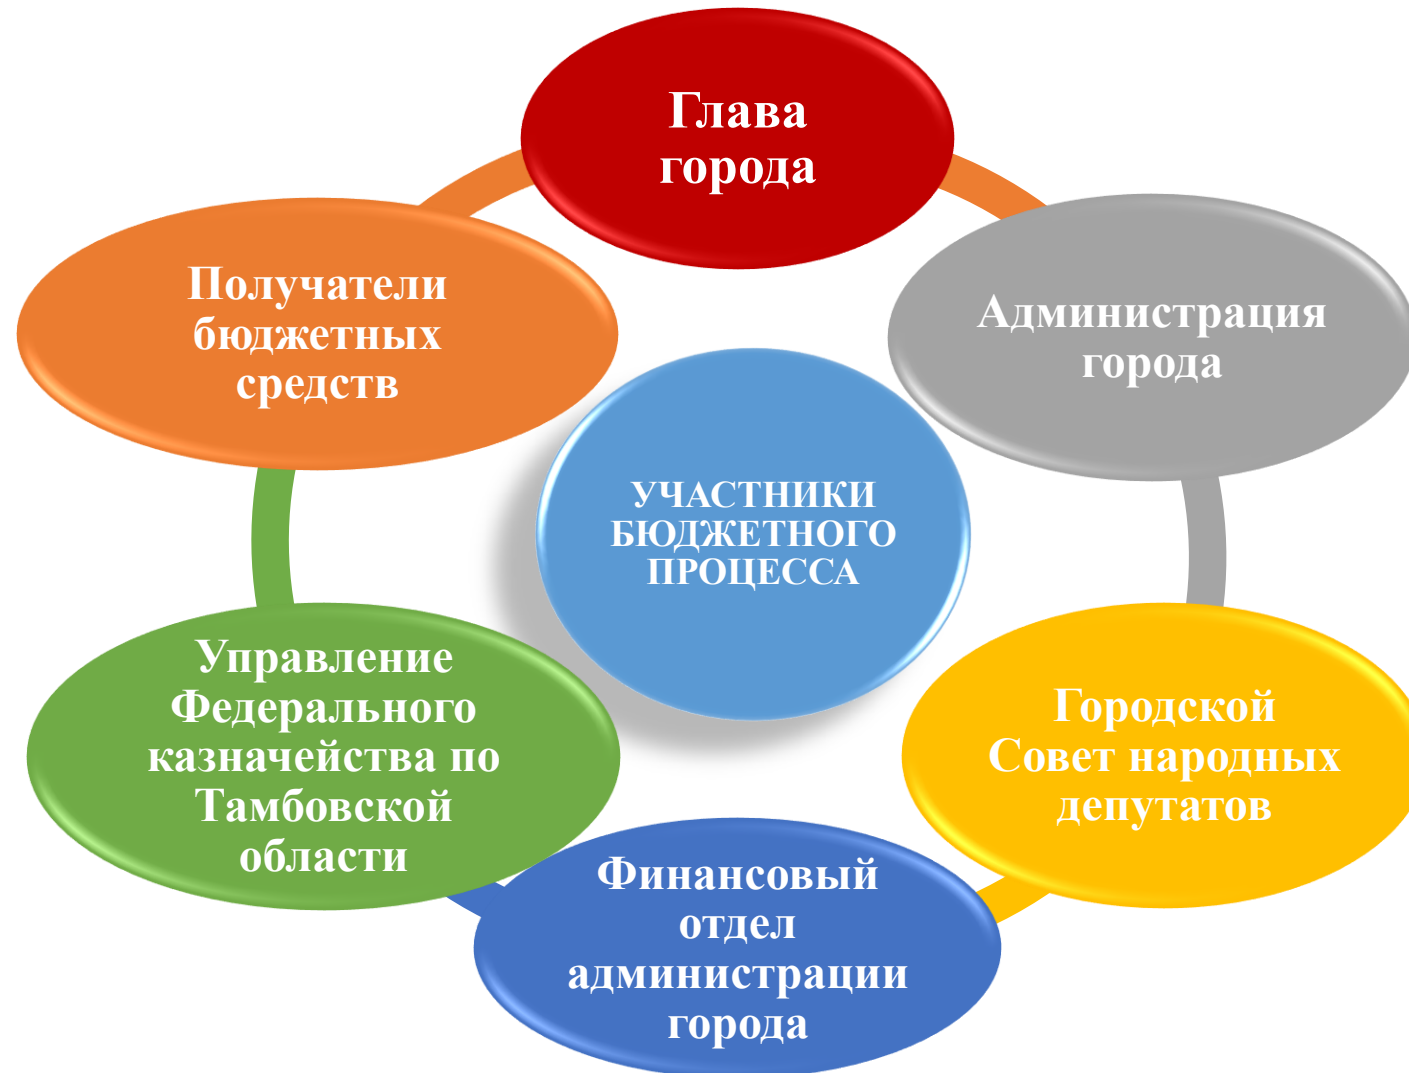 Глава
города
Администрация
города
Городской
Совет народных
депутатов
Финансовый
отдел
администрации
города
Управление
Федерального
казначейства по
Тамбовской
области
Получатели
бюджетных
средств
УЧАСТНИКИ
БЮДЖЕТНОГО
ПРОЦЕССА